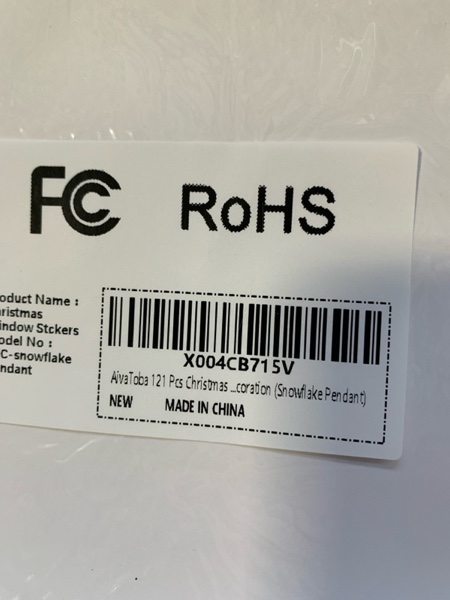 FC
RoHS
oduct Name :
hristmas
indow Stckers
odel No :
C-snowflake
endant
X004CB715V
AivaToba 121 Pcs Christmas ...coration (Snowflake Pendant)
NEW MADE IN CHINA